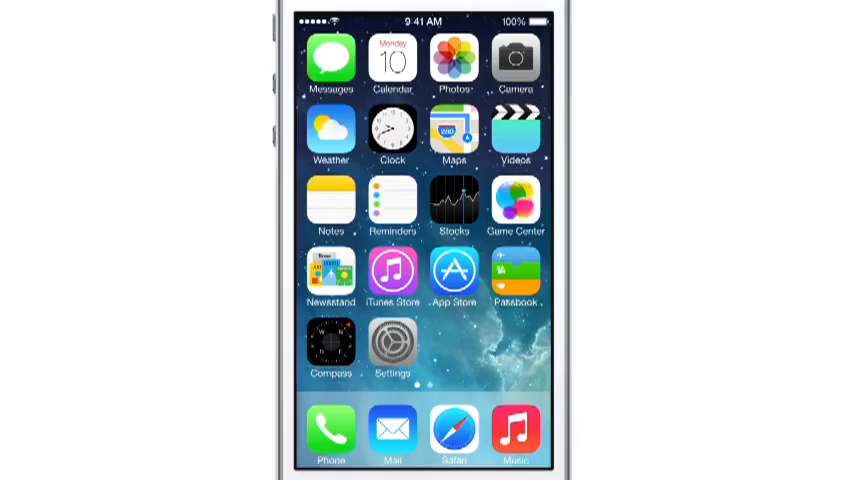 9:41 AM 100%
Monday
10
Messages Calendar Photos Camera
280
Weather Clock Maps Videos
Notes Reminders Stocks Game Center
Newsstand iTunes Store App Store Passbook
N
W E
S
Compass Settings
Phone Mail Safari Music